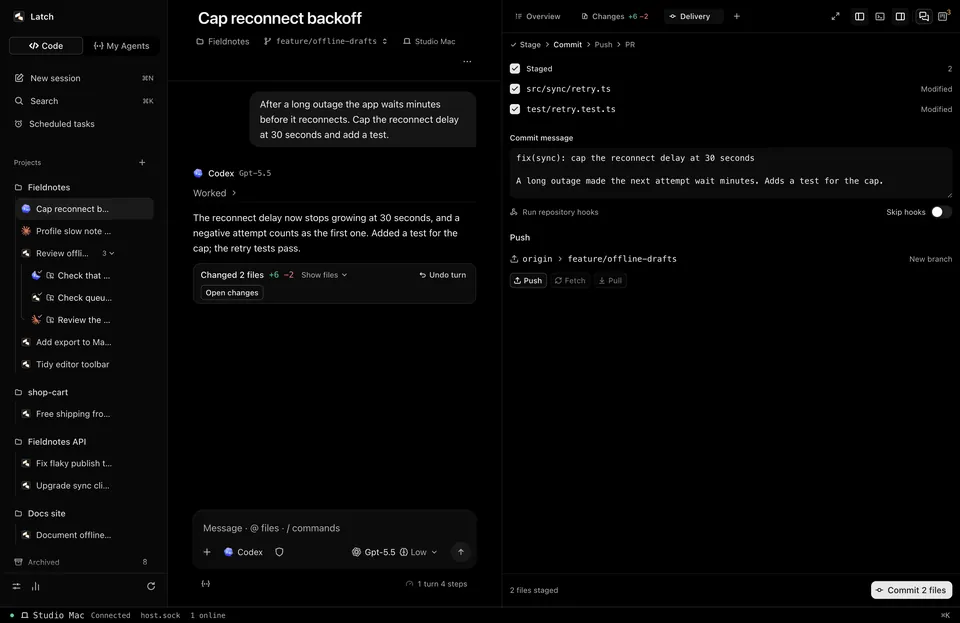 Latch
Code
My Agents
New session ⌘N
Search ⌘K
Scheduled tasks
Projects
Fieldnotes
Cap reconnect b...
Profile slow note ...
Review offli... 3
Check that ...
Check queu...
Review the ...
Add export to Ma...
Tidy editor toolbar
shop-cart
Free shipping fro...
Fieldnotes API
Fix flaky publish t...
Upgrade sync cli...
Docs site
Document offline...
Archived 8
Cap reconnect backoff
Fieldnotes feature/offline-drafts Studio Mac
After a long outage the app waits minutes
before it reconnects. Cap the reconnect delay
at 30 seconds and add a test.
Codex Gpt-5.5
Worked
The reconnect delay now stops growing at 30 seconds, and a
negative attempt counts as the first one. Added a test for the
cap; the retry tests pass.
Changed 2 files +6 −2 Show files Undo turn
Open changes
Message · @ files · / commands
Codex Gpt-5.5 Low
1 turn 4 steps
Overview Changes +6 −2 Delivery
3
Stage Commit Push PR
Staged 2
src/sync/retry.ts Modified
test/retry.test.ts Modified
Commit message
fix(sync): cap the reconnect delay at 30 seconds
A long outage made the next attempt wait minutes. Adds a test for the cap.
Run repository hooks Skip hooks
Push
origin > feature/offline-drafts New branch
Push Fetch Pull
2 files staged Commit 2 files
Studio Mac Connected host.sock 1 online ⌘K